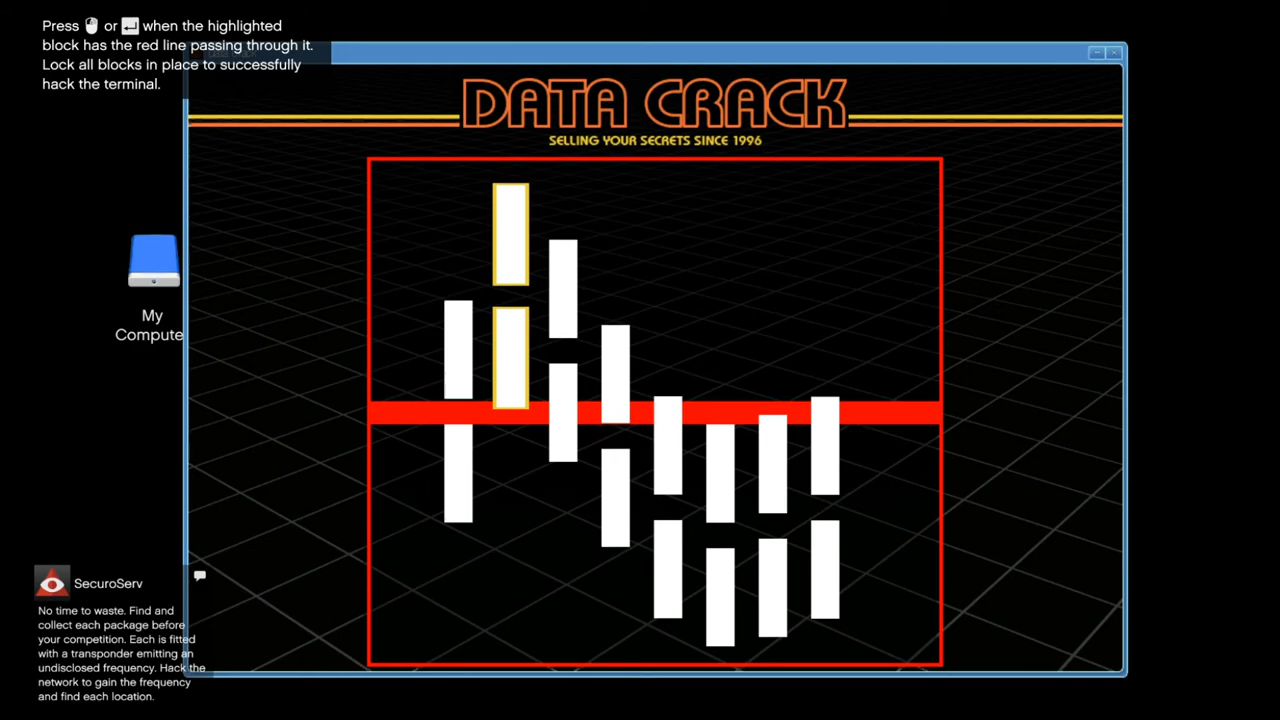 Press or when the highlighted
block has the red line passing through it.
Lock all blocks in place to successfully
hack the terminal.
DATA CRACK
SELLING YOUR SECRETS SINCE 1996
My
Compute
SecuroServ
No time to waste. Find and
collect each package before
your competition. Each is fitted
with a transponder emitting an
undisclosed frequency. Hack the
network to gain the frequency
and find each location.